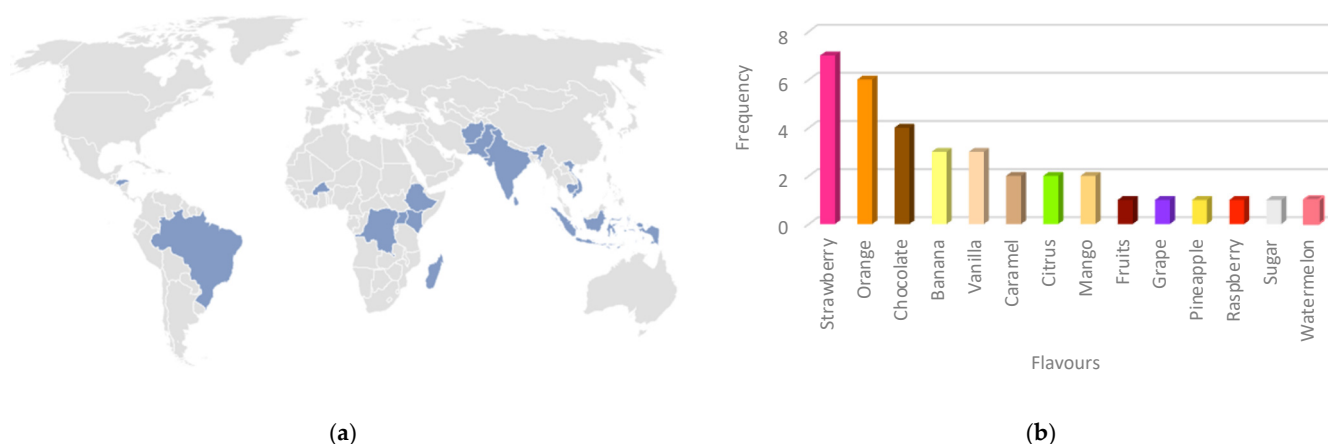 8
6
4
2
0
Frequency
Strawberry
Orange
Chocolate
Banana
Vanilla
Caramel
Citrus
Mango
Fruits
Grape
Pineapple
Raspberry
Sugar
Watermelon
Flavours
(a)
(b)